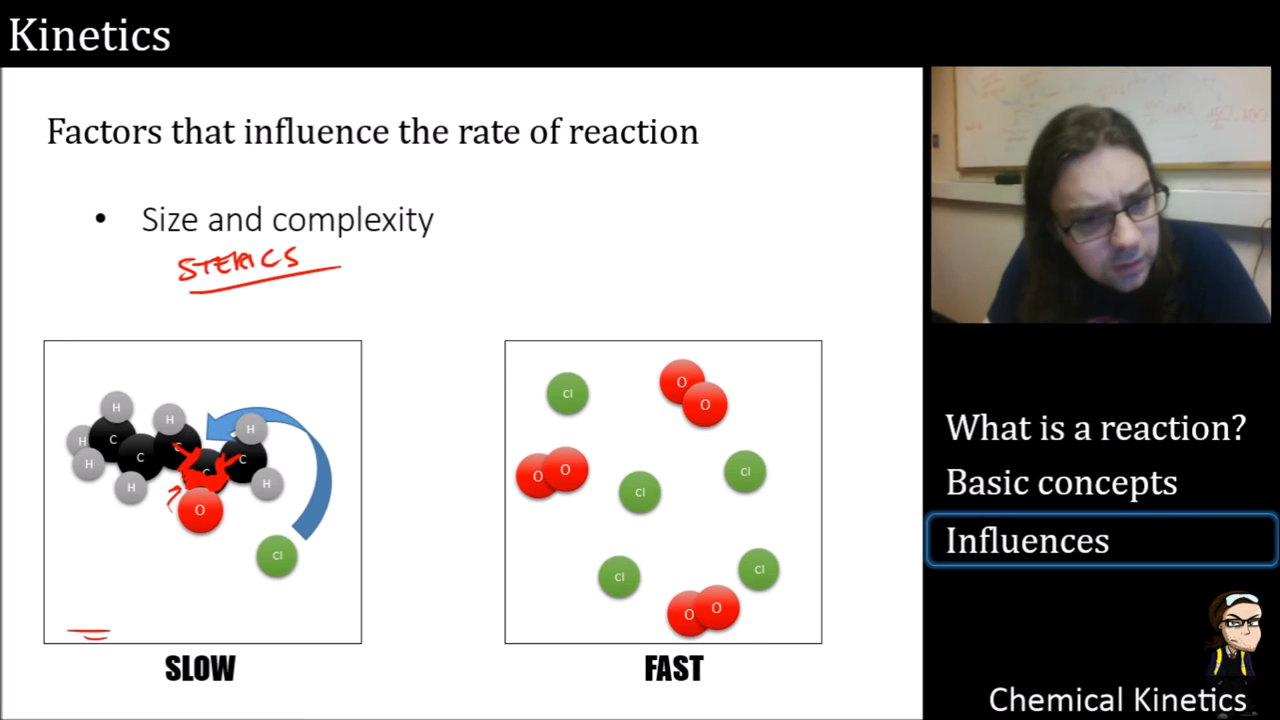 Kinetics
Factors that influence the rate of reaction
• Size and complexity
STERICS
H
H
H
C
C
H
H
C
H
C
C
H
O
Cl
O
O
Cl
O
O
Cl
Cl
Cl
Cl
O
O
SLOW
FAST
What is a reaction?
Basic concepts
Influences
Chemical Kinetics